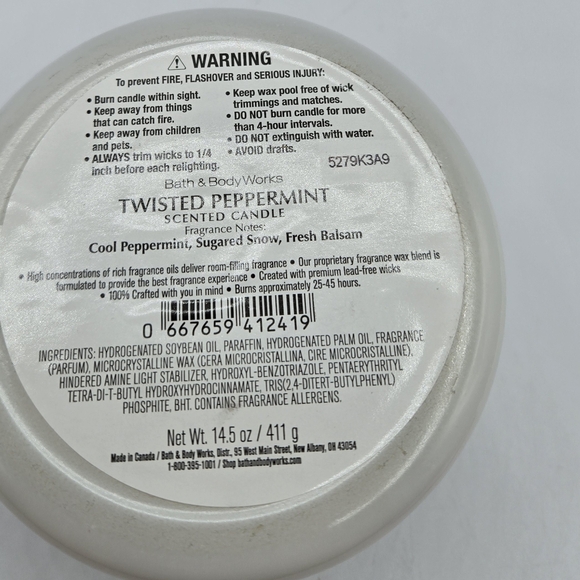 ⚠ WARNING
To prevent FIRE, FLASHOVER and SERIOUS INJURY:
• Burn candle within sight.
• Keep away from things
that can catch fire.
• Keep away from children
and pets.
• ALWAYS trim wicks to 1/4
inch before each relighting.
• Keep wax pool free of wick
trimmings and matches.
• DO NOT burn candle for more
than 4-hour intervals.
• DO NOT extinguish with water.
• AVOID drafts.
5279K3A9
Bath & Body Works
TWISTED PEPPERMINT
SCENTED CANDLE
Fragrance Notes:
Cool Peppermint, Sugared Snow, Fresh Balsam
• High concentrations of rich fragrance oils deliver room-filling fragrance • Our proprietary fragrance wax blend is
formulated to provide the best fragrance experience • Created with premium lead-free wicks
• 100% Crafted with you in mind • Burns approximately 25-45 hours.
0 667659 412419
INGREDIENTS: HYDROGENATED SOYBEAN OIL, PARAFFIN, HYDROGENATED PALM OIL, FRAGRANCE
(PARFUM), MICROCRYSTALLINE WAX (CERA MICROCRISTALLINA, CIRE MICROCRISTALLINE),
HINDERED AMINE LIGHT STABILIZER, HYDROXYL-BENZOTRIAZOLE, PENTAERYTHRITYL
TETRA-DI-T-BUTYL HYDROXYHYDROCINNAMATE, TRIS(2,4-DITERT-BUTYLPHENYL)
PHOSPHITE, BHT. CONTAINS FRAGRANCE ALLERGENS.
Net Wt. 14.5 oz / 411 g
Made in Canada / Bath & Body Works, Distr., 95 West Main Street, New Albany, OH 43054
1-800-395-1001 / Shop bathandbodyworks.com